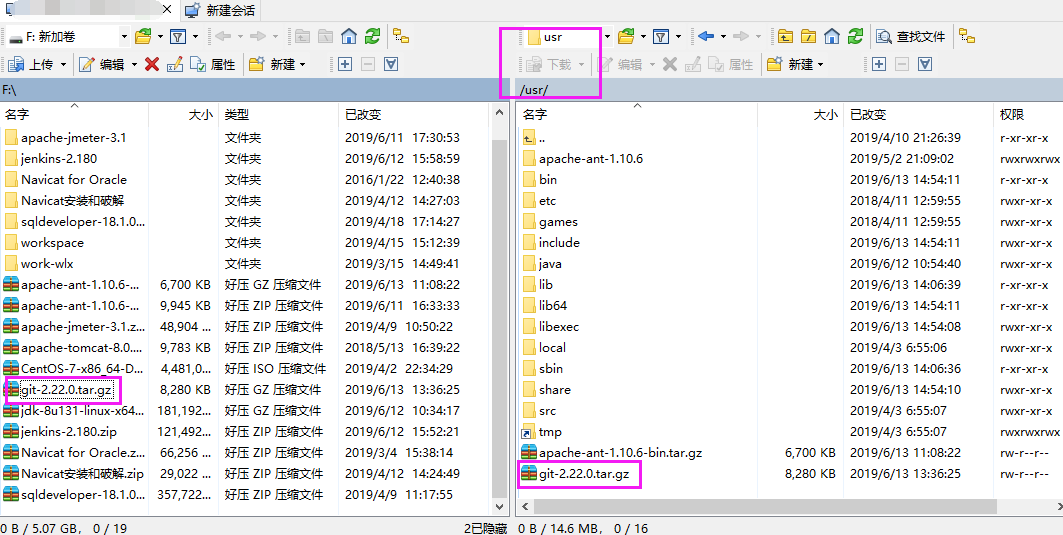 新建会话
F: 新加卷
usr
查找文件
上传 编辑 属性 新建
下载 编辑 属性 新建
F:\
/usr/
名字 大小 类型 已改变
apache-jmeter-3.1 文件夹 2019/6/11 17:30:53
jenkins-2.180 文件夹 2019/6/12 15:58:59
Navicat for Oracle 文件夹 2016/1/22 12:40:38
Navicat安装和破解 文件夹 2019/4/12 14:27:03
sqldeveloper-18.1.0... 文件夹 2019/4/18 17:14:27
workspace 文件夹 2019/4/15 15:12:39
work-wlx 文件夹 2019/3/15 14:49:41
apache-ant-1.10.6-... 6,700 KB 好压 GZ 压缩文件 2019/6/13 11:08:22
apache-ant-1.10.6-... 9,945 KB 好压 ZIP 压缩文件 2019/6/11 16:33:33
apache-jmeter-3.1.z... 48,904 ... 好压 ZIP 压缩文件 2019/4/9 10:50:22
apache-tomcat-8.0.... 9,783 KB 好压 ZIP 压缩文件 2018/5/13 16:39:22
CentOS-7-x86_64-D... 4,481,0... 好压 ISO 压缩文件 2019/4/2 22:34:29
git-2.22.0.tar.gz 8,280 KB 好压 GZ 压缩文件 2019/6/13 13:36:25
jdk-8u131-linux-x64... 181,192... 好压 GZ 压缩文件 2019/6/12 10:34:17
jenkins-2.180.zip 121,492... 好压 ZIP 压缩文件 2019/6/12 15:52:21
Navicat for Oracle.z... 66,256 ... 好压 ZIP 压缩文件 2019/3/4 15:38:14
Navicat安装和破解.zip 29,022 ... 好压 ZIP 压缩文件 2019/4/12 14:24:49
sqldeveloper-18.1.0... 357,722... 好压 ZIP 压缩文件 2019/4/9 11:17:55
0 B / 5.07 GB， 0 / 19 2已隐藏
名字 大小 已改变 权限
.. 2019/4/10 21:26:39 r-xr-xr-x
apache-ant-1.10.6 2019/5/2 21:09:02 rwxrwxrwx
bin 2019/6/13 14:54:11 r-xr-xr-x
etc 2018/4/11 12:59:55 rwxr-xr-x
games 2018/4/11 12:59:55 rwxr-xr-x
include 2019/6/13 14:54:11 rwxr-xr-x
java 2019/6/12 10:54:40 rwxr-xr-x
lib 2019/6/13 14:06:39 r-xr-xr-x
lib64 2019/6/13 14:54:11 r-xr-xr-x
libexec 2019/6/13 14:54:08 rwxr-xr-x
local 2019/4/3 6:55:06 rwxr-xr-x
sbin 2019/6/13 14:06:36 r-xr-xr-x
share 2019/6/13 14:54:10 rwxr-xr-x
src 2019/4/3 6:55:07 rwxr-xr-x
tmp 2019/4/3 6:55:07 rwxrwxrwx
apache-ant-1.10.6-bin.tar.gz 6,700 KB 2019/6/13 11:08:22 rw-r--r--
git-2.22.0.tar.gz 8,280 KB 2019/6/13 13:36:25 rw-r--r--
0 B / 14.6 MB， 0 / 16